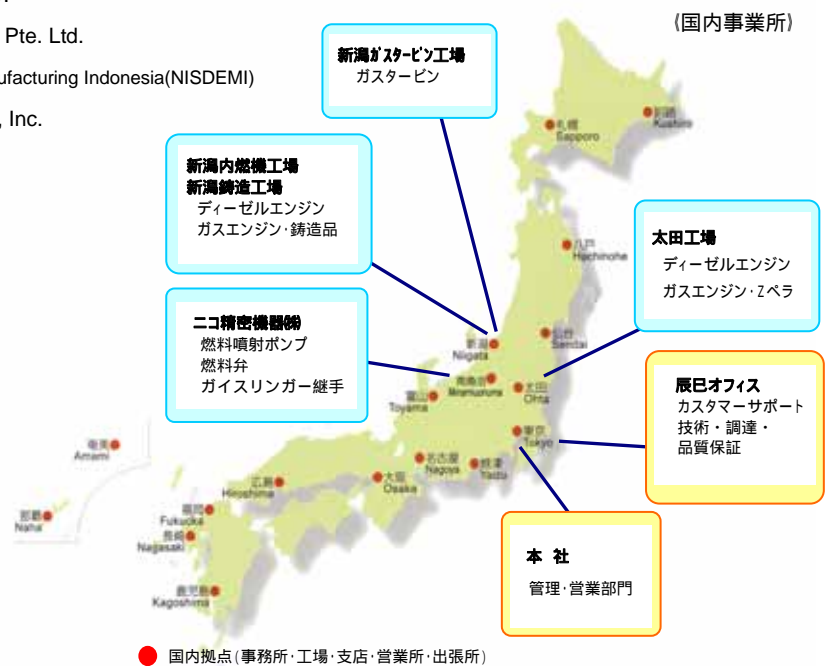 (国内事業所)
Pte. Ltd.
ufacturing Indonesia(NISDEMI)
, Inc.
新潟ガスタービン工場
ガスタービン
新潟内燃機工場
新潟鋳造工場
ディーゼルエンジン
ガスエンジン・鋳造品
ニコ精密機器㈱
燃料噴射ポンプ
燃料弁
ガイスリンガー継手
太田工場
ディーゼルエンジン
ガスエンジン・Zペラ
辰巳オフィス
カスタマーサポート
技術・調達・
品質保証
本 社
管理・営業部門
札幌
Sapporo
釧路
Kushiro
八戸
Hachinohe
仙台
Sendai
新潟
Niigata
南魚沼
Minamiuonuma
太田
Ohta
富山
Toyama
東京
Tokyo
名古屋
Nagoya
焼津
Yaizu
大阪
Osaka
広島
Hiroshima
福岡
Fukuoka
長崎
Nagasaki
鹿児島
Kagoshima
奄美
Amami
那覇
Naha
国内拠点(事務所・工場・支店・営業所・出張所)